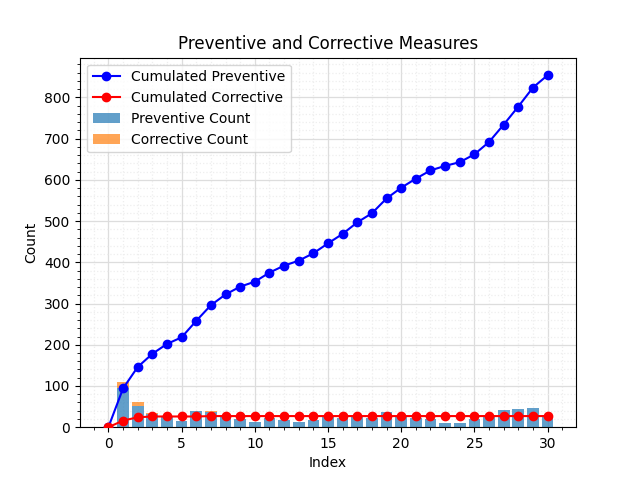 Preventive and Corrective Measures
Cumulated Preventive
Cumulated Corrective
Preventive Count
Corrective Count
Count
800
700
600
500
400
300
200
100
0
0 5 10 15 20 25 30
Index